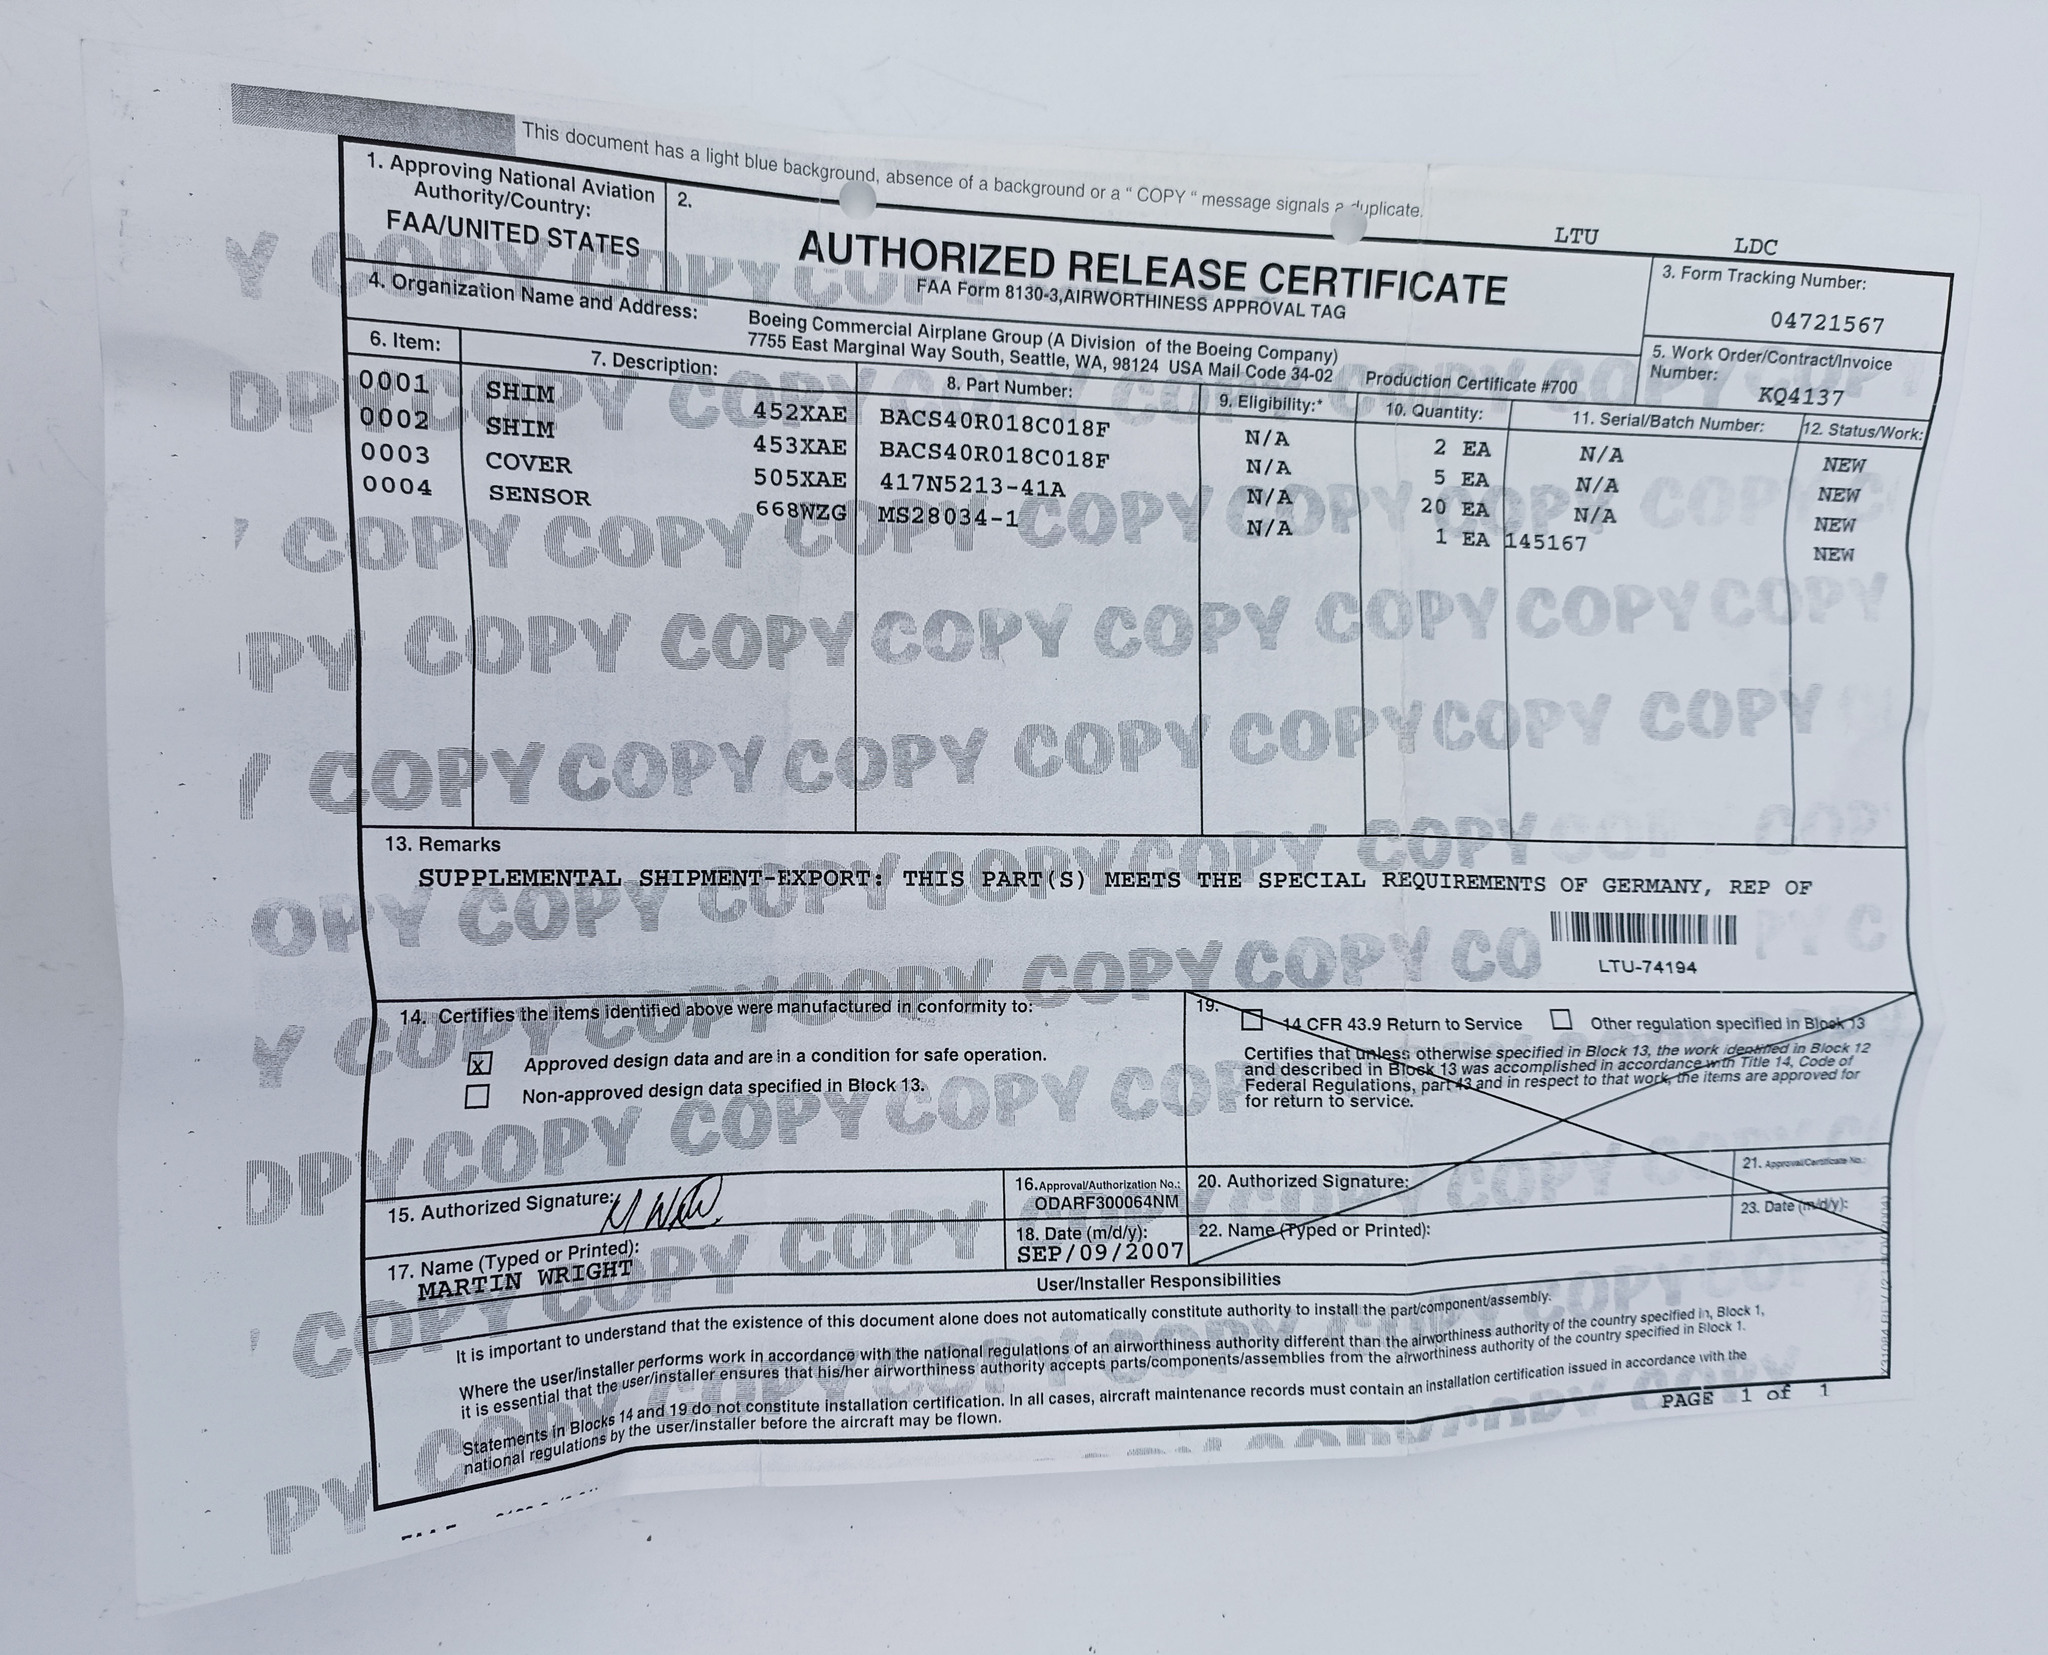 This document has a light blue background, absence of a background or a " COPY " message signals a duplicate.
LTU LDC
1. Approving National Aviation
Authority/Country:
FAA/UNITED STATES
2.
AUTHORIZED RELEASE CERTIFICATE
FAA Form 8130-3,AIRWORTHINESS APPROVAL TAG
3. Form Tracking Number:
04721567
4. Organization Name and Address:
Boeing Commercial Airplane Group (A Division of the Boeing Company)
7755 East Marginal Way South, Seattle, WA, 98124 USA Mail Code 34-02 Production Certificate #700
5. Work Order/Contract/Invoice
Number:
KQ4137
6. Item: 7. Description: 8. Part Number: 9. Eligibility:* 10. Quantity: 11. Serial/Batch Number: 12. Status/Work:
0001 SHIM 452XAE BACS40R018C018F N/A 2 EA N/A NEW
0002 SHIM 453XAE BACS40R018C018F N/A 5 EA N/A NEW
0003 COVER 505XAE 417N5213-41A N/A 20 EA N/A NEW
0004 SENSOR 668WZG MS28034-1 N/A 1 EA 145167 NEW
13. Remarks
SUPPLEMENTAL SHIPMENT-EXPORT: THIS PART(S) MEETS THE SPECIAL REQUIREMENTS OF GERMANY, REP OF
LTU-74194
14. Certifies the items identified above were manufactured in conformity to:
x Approved design data and are in a condition for safe operation.
Non-approved design data specified in Block 13.
19. 14 CFR 43.9 Return to Service Other regulation specified in Block 13
Certifies that unless otherwise specified in Block 13, the work identified in Block 12
and described in Block 13 was accomplished in accordance with Title 14, Code of
Federal Regulations, part 43 and in respect to that work, the items are approved for
for return to service.
15. Authorized Signature:
16.Approval/Authorization No.:
ODARF300064NM
20. Authorized Signature:
21. Approval/Certificate No.:
17. Name (Typed or Printed):
MARTIN WRIGHT
18. Date (m/d/y):
SEP/09/2007
22. Name (Typed or Printed):
23. Date (m/d/y):
User/Installer Responsibilities
It is important to understand that the existence of this document alone does not automatically constitute authority to install the part/component/assembly.
Where the user/installer performs work in accordance with the national regulations of an airworthiness authority different than the airworthiness authority of the country specified in, Block 1,
it is essential that the user/installer ensures that his/her airworthiness authority accepts parts/components/assemblies from the airworthiness authority of the country specified in Block 1.
Statements in Blocks 14 and 19 do not constitute installation certification. In all cases, aircraft maintenance records must contain an installation certification issued in accordance with the
national regulations by the user/installer before the aircraft may be flown.
PAGE 1 of 1